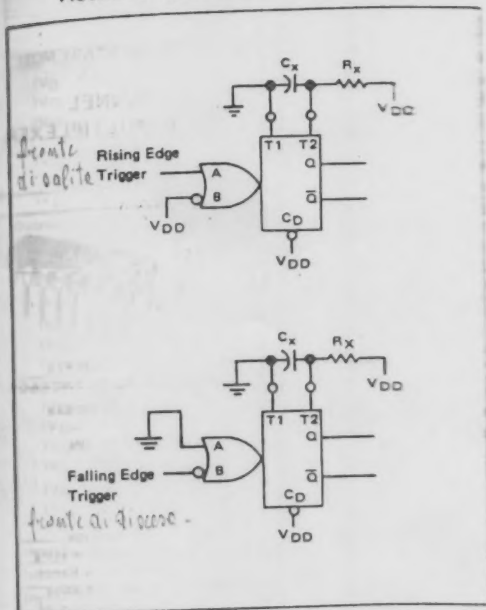 Cx
Rx
VDD
T1 T2
fronte
di salita
Rising Edge
Trigger
A
B
VDD
Q
Q̅
CD
VDD
Cx
Rx
VDD
T1 T2
A
B
Falling Edge
Trigger
fronte di discesa -
Q
Q̅
CD
VDD